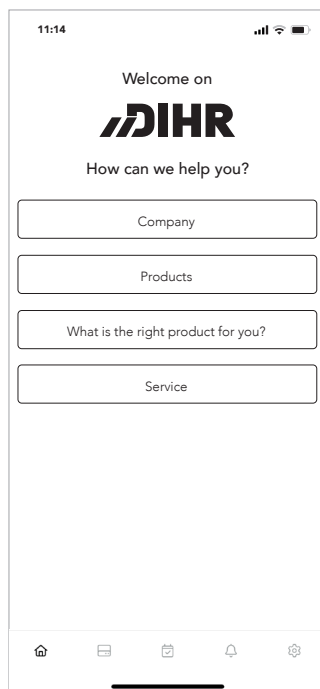 11:14
Welcome on
DIHR
How can we help you?
Company
Products
What is the right product for you?
Service